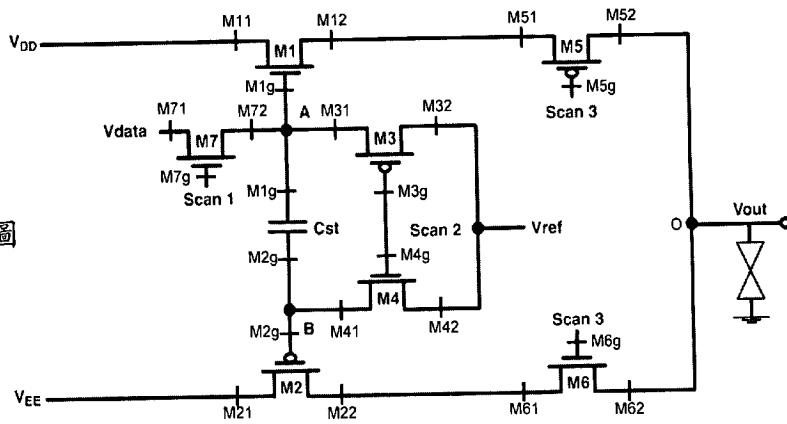 M11 M12 M51 M52
VDD
M1 M5
M1g M5g
M71 M72 A M31 M32 Scan 3
Vdata
M7 M3
M7g M1g M3g
Scan 1
圖 Cst Scan 2 Vref O Vout
M2g M4g
M4
M2g B M41 M42 Scan 3
M6g
M2 M6
VEE
M21 M22 M61 M62